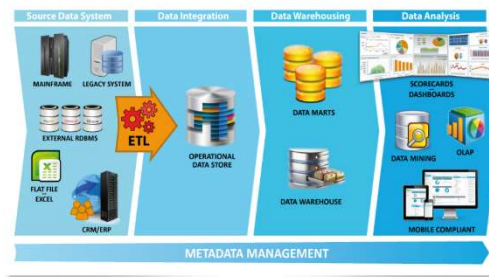 Source Data System
Data Integration
Data Warehousing
Data Analysis
MAINFRAME
LEGACY SYSTEM
EXTERNAL RDBMS
FLAT FILE
EXCEL
CRM/ERP
ETL
OPERATIONAL
DATA STORE
DATA MARTS
DATA WAREHOUSE
SCORECARDS
DASHBOARDS
DATA MINING
OLAP
MOBILE COMPLIANT
METADATA MANAGEMENT